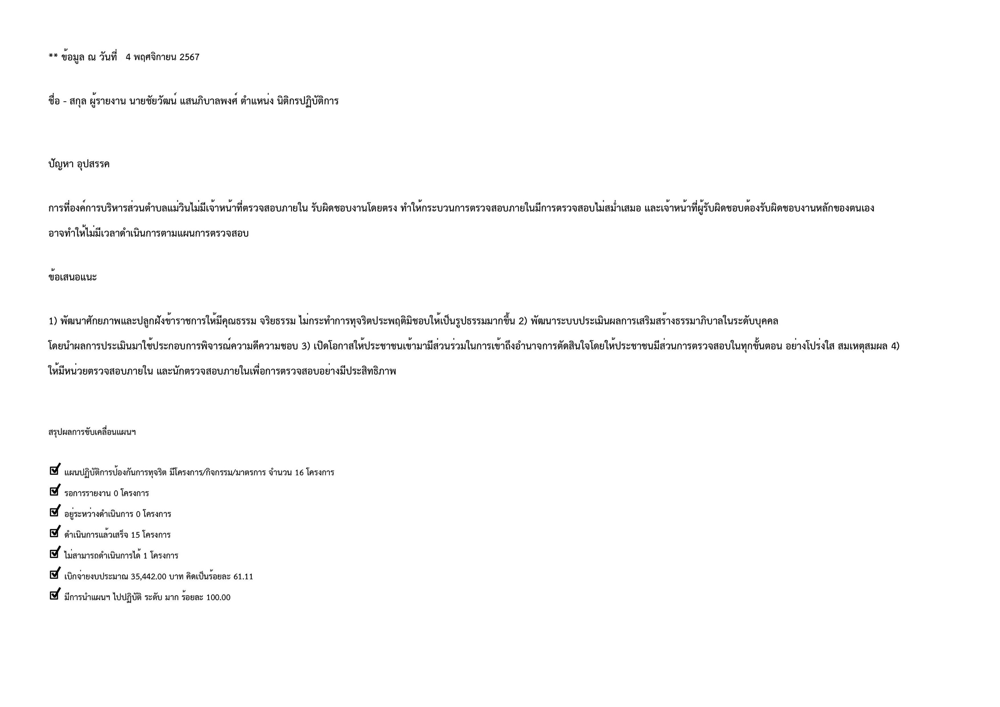 ** ข้อมูล ณ วันที่ 4 พฤศจิกายน 2567
ชื่อ - สกุล ผู้รายงาน นายชัยวัฒน์ แสนภิบาลพงศ์ ตำแหน่ง นิติกรปฏิบัติการ
ปัญหา อุปสรรค
การที่องค์การบริหารส่วนตำบลแม่วินไม่มีเจ้าหน้าที่ตรวจสอบภายใน รับผิดชอบงานโดยตรง ทำให้กระบวนการตรวจสอบภายในมีการตรวจสอบไม่สม่ำเสมอ และเจ้าหน้าที่ผู้รับผิดชอบต้องรับผิดชอบงานหลักของตนเอง
อาจทำให้ไม่มีเวลาดำเนินการตามแผนการตรวจสอบ
ข้อเสนอแนะ
1) พัฒนาศักยภาพและปลูกฝังข้าราชการให้มีคุณธรรม จริยธรรม ไม่กระทำการทุจริตประพฤติมิชอบให้เป็นรูปธรรมมากขึ้น 2) พัฒนาระบบประเมินผลการเสริมสร้างธรรมาภิบาลในระดับบุคคล
โดยนำผลการประเมินมาใช้ประกอบการพิจารณ์ความดีความชอบ 3) เปิดโอกาสให้ประชาชนเข้ามามีส่วนร่วมในการเข้าถึงอำนาจการตัดสินใจโดยให้ประชาชนมีส่วนการตรวจสอบในทุกขั้นตอน อย่างโปร่งใส สมเหตุสมผล 4)
ให้มีหน่วยตรวจสอบภายใน และนักตรวจสอบภายในเพื่อการตรวจสอบอย่างมีประสิทธิภาพ
สรุปผลการขับเคลื่อนแผนฯ
แผนปฏิบัติการป้องกันการทุจริต มีโครงการ/กิจกรรม/มาตรการ จำนวน 16 โครงการ
รอการรายงาน 0 โครงการ
อยู่ระหว่างดำเนินการ 0 โครงการ
ดำเนินการแล้วเสร็จ 15 โครงการ
ไม่สามารถดำเนินการได้ 1 โครงการ
เบิกจ่ายงบประมาณ 35,442.00 บาท คิดเป็นร้อยละ 61.11
มีการนำแผนฯ ไปปฏิบัติ ระดับ มาก ร้อยละ 100.00